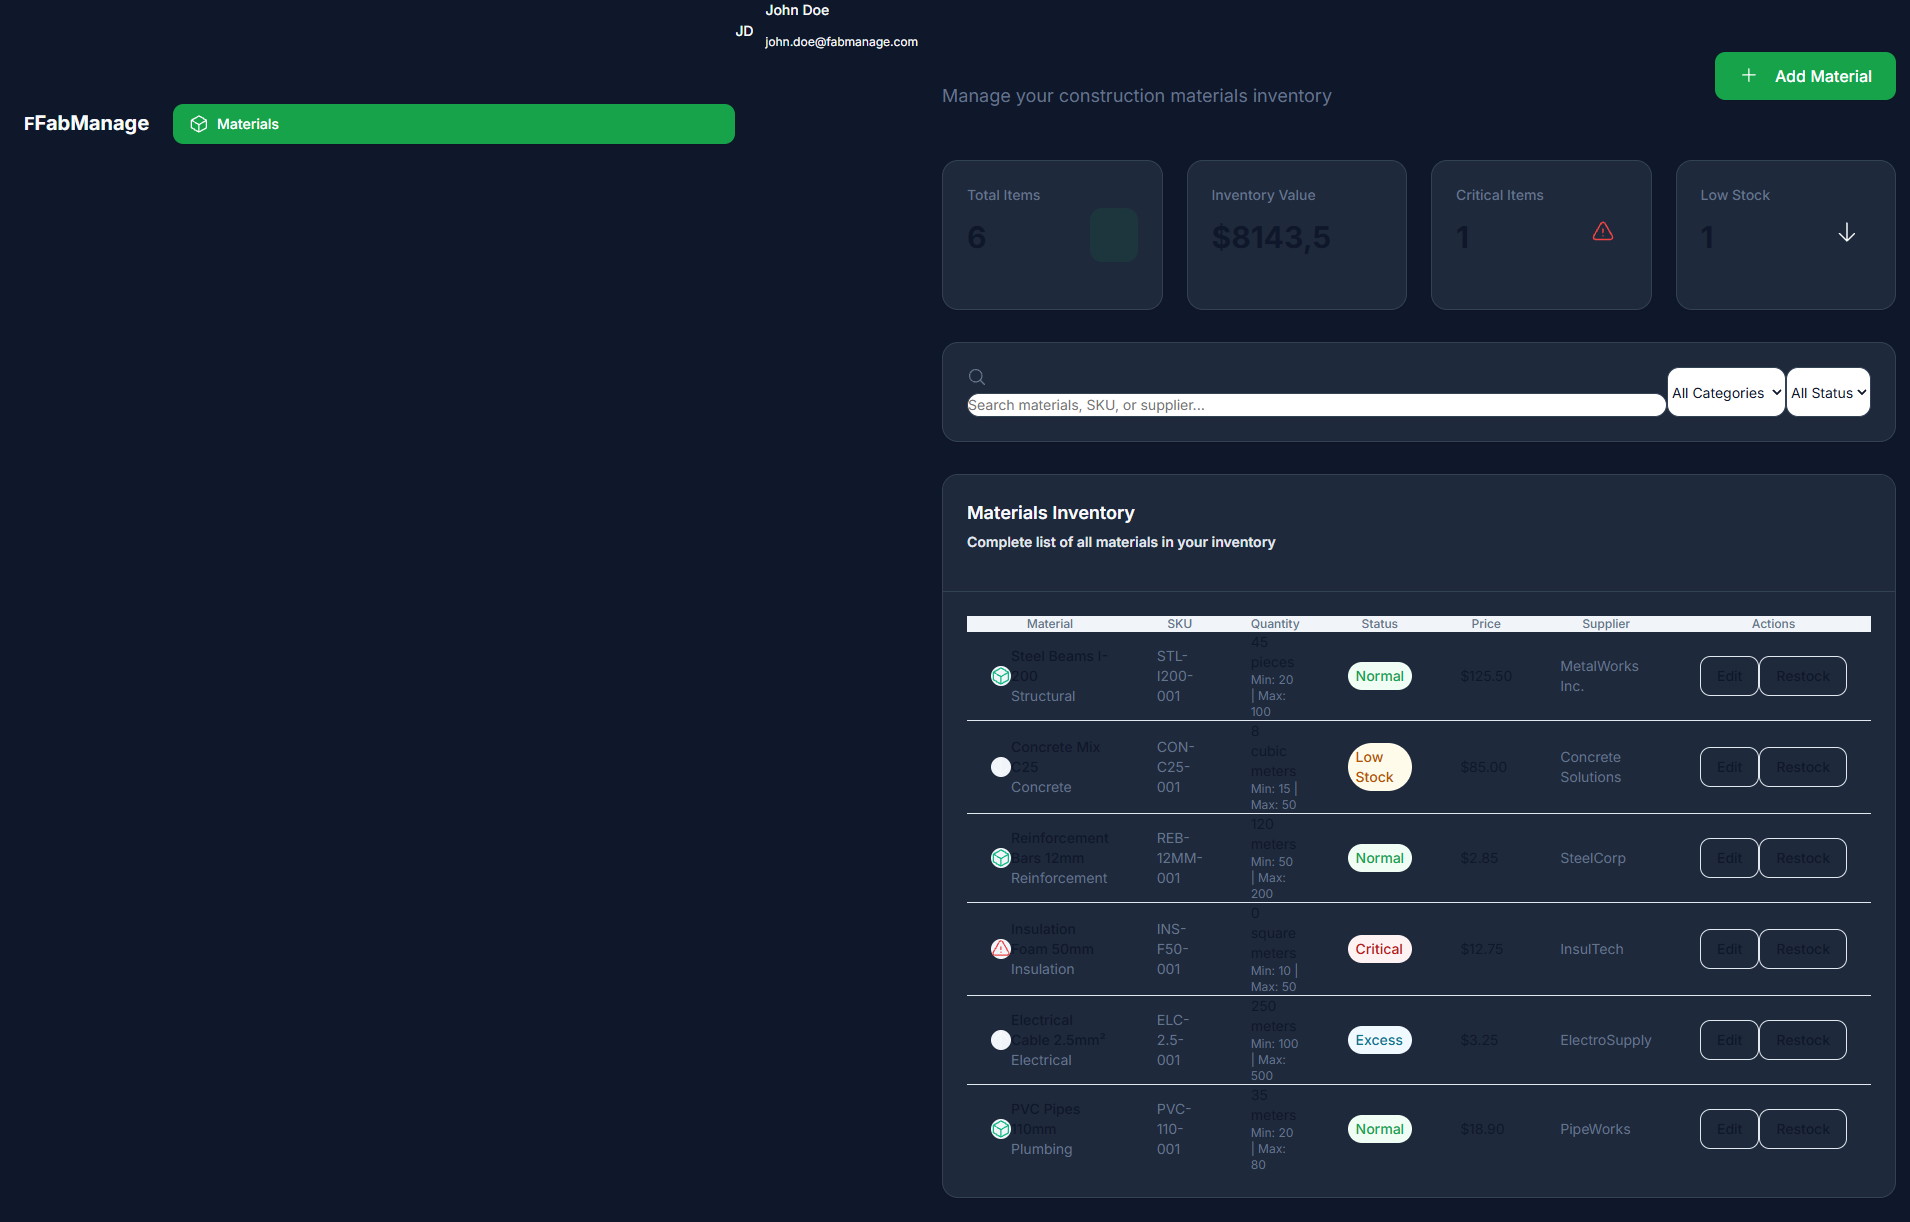 John Doe
JD
john.doe@fabmanage.com
FFabManage
Materials
Manage your construction materials inventory
Add Material
Total Items
6
Inventory Value
$8143,5
Critical Items
1
Low Stock
1
Search materials, SKU, or supplier...
All Categories
All Status
Materials Inventory
Complete list of all materials in your inventory
Material SKU Quantity Status Price Supplier Actions
Steel Beams I-
200
Structural
STL-
I200-
001
45
pieces
Min: 20
| Max:
100
Normal
$125.50
MetalWorks
Inc.
Edit
Restock
Concrete Mix
C25
Concrete
CON-
C25-
001
8
cubic
meters
Min: 15 |
Max: 50
Low
Stock
$85.00
Concrete
Solutions
Edit
Restock
Reinforcement
Bars 12mm
Reinforcement
REB-
12MM-
001
120
meters
Min: 50
| Max:
200
Normal
$2.85
SteelCorp
Edit
Restock
Insulation
Foam 50mm
Insulation
INS-
F50-
001
0
square
meters
Min: 10 |
Max: 50
Critical
$12.75
InsulTech
Edit
Restock
Electrical
Cable 2.5mm²
Electrical
ELC-
2.5-
001
250
meters
Min: 100
| Max:
500
Excess
$3.25
ElectroSupply
Edit
Restock
PVC Pipes
110mm
Plumbing
PVC-
110-
001
35
meters
Min: 20
| Max:
80
Normal
$18.90
PipeWorks
Edit
Restock